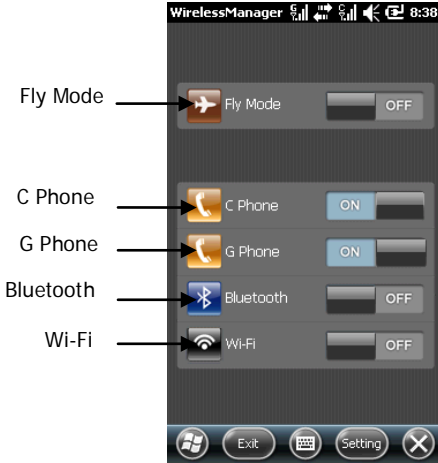 WirelessManager 8:38
Fly Mode Fly Mode OFF
C Phone C Phone ON
G Phone G Phone ON
Bluetooth Bluetooth OFF
Wi-Fi Wi-Fi OFF
Exit Setting